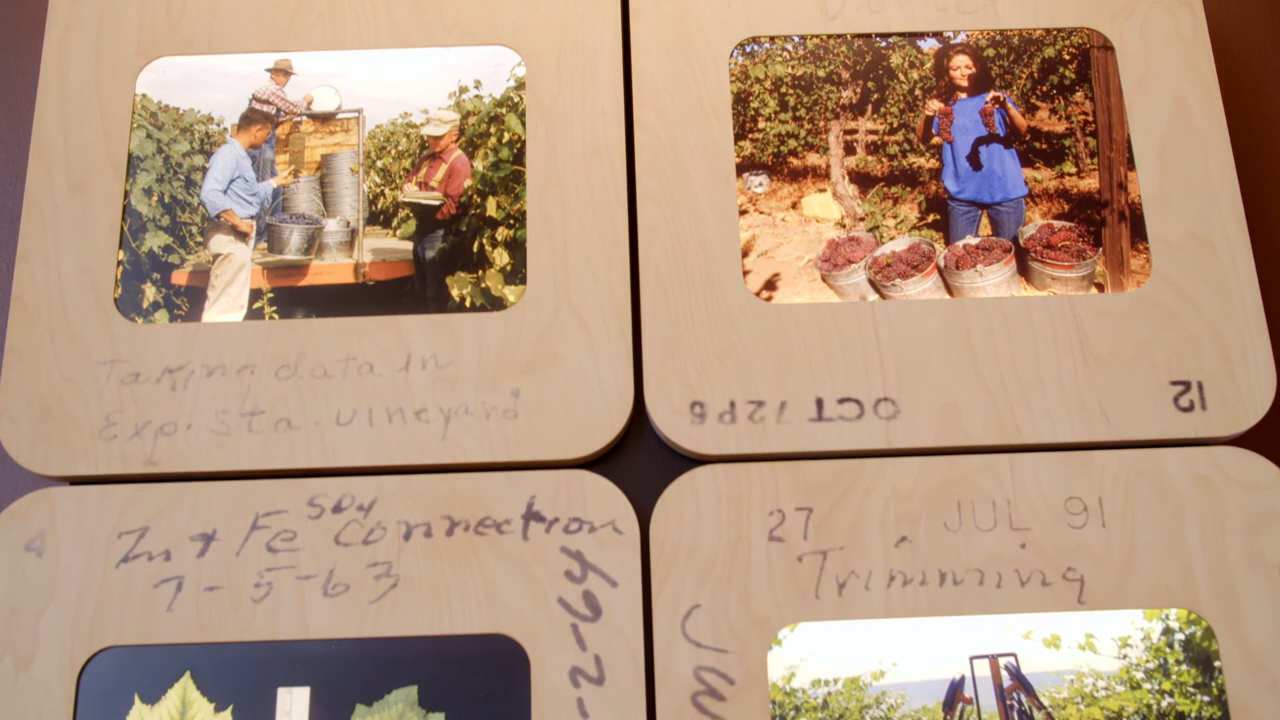 Taking data in
Exp. Sta. vineyard
OCT 72P8
12
4
Zn + Fe SO4 Connection
7-5-63
27 JUL 91
Trimming